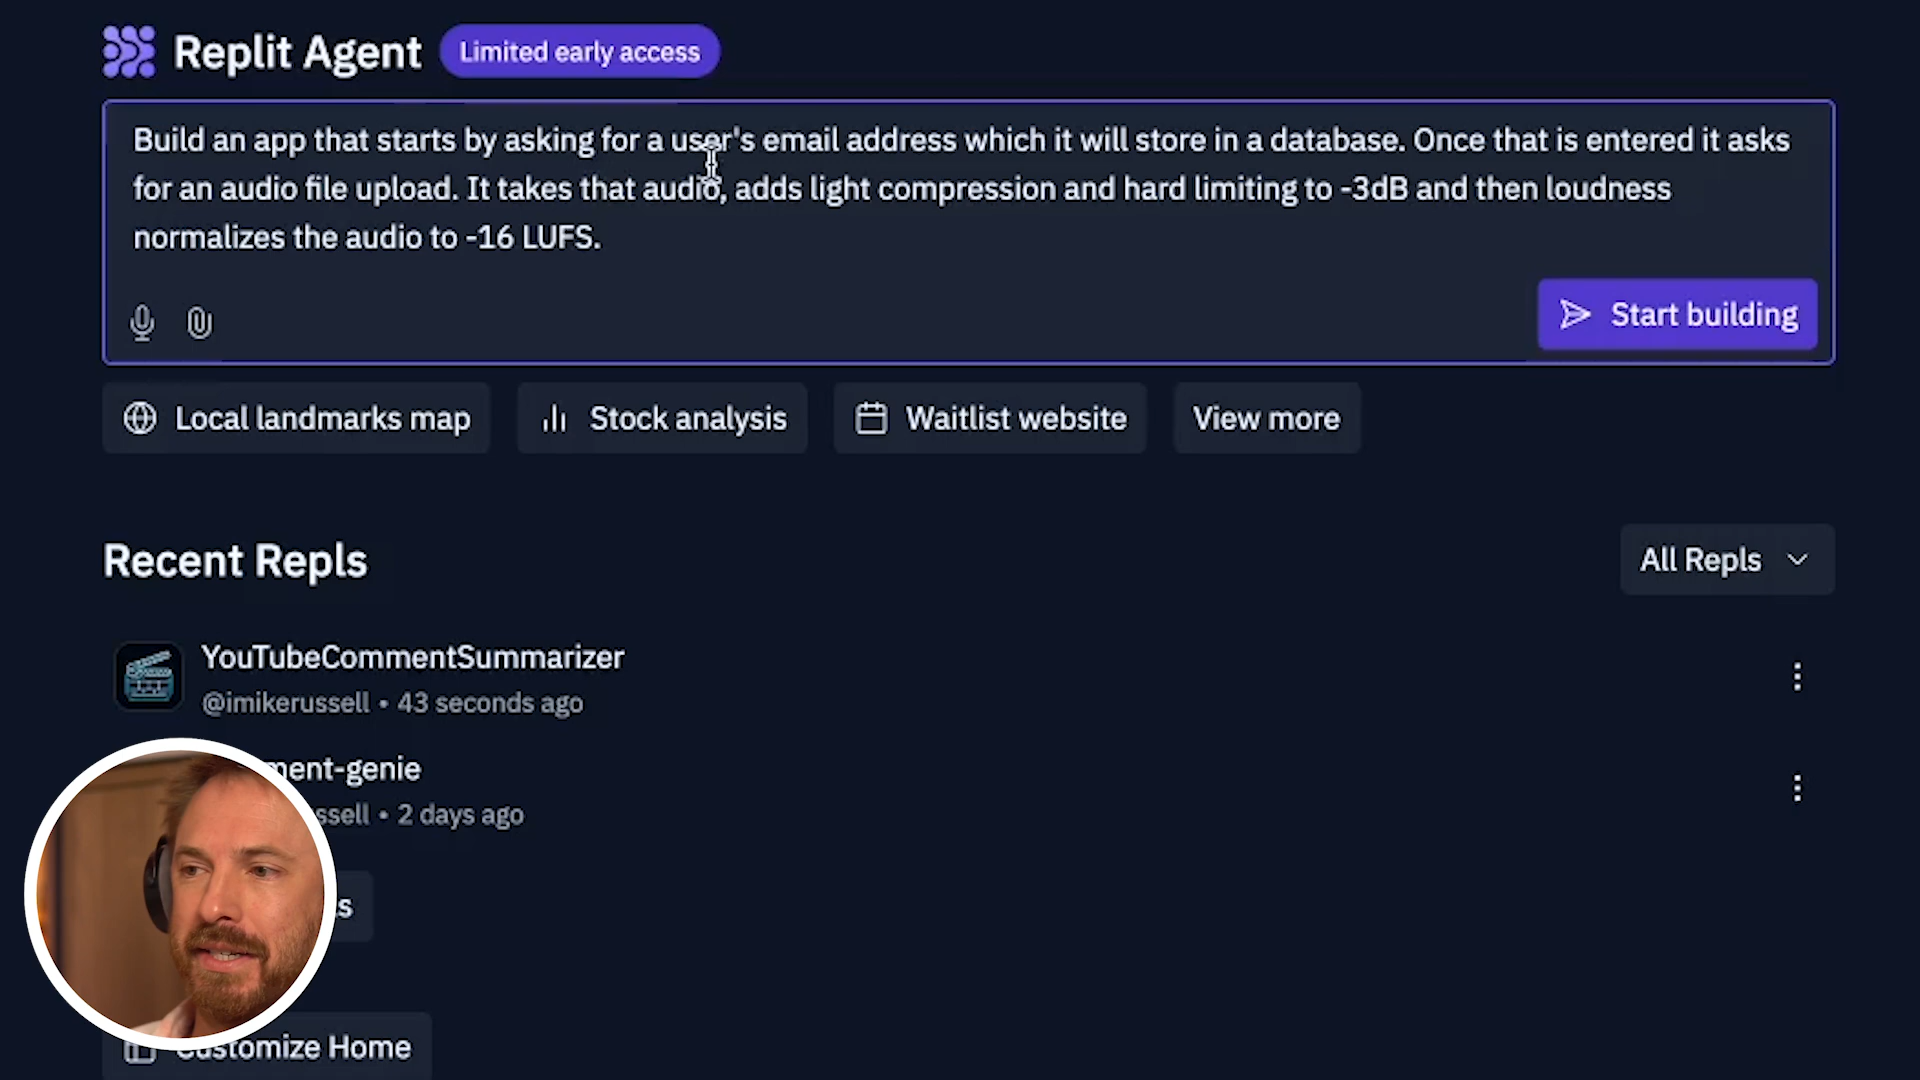 Replit Agent
Limited early access
Build an app that starts by asking for a user's email address which it will store in a database. Once that is entered it asks
for an audio file upload. It takes that audio, adds light compression and hard limiting to -3dB and then loudness
normalizes the audio to -16 LUFS.
Start building
Local landmarks map
Stock analysis
Waitlist website
View more
Recent Repls
All Repls
YouTubeCommentSummarizer
@imikerussell • 43 seconds ago
ment-genie
ssell • 2 days ago
Customize Home